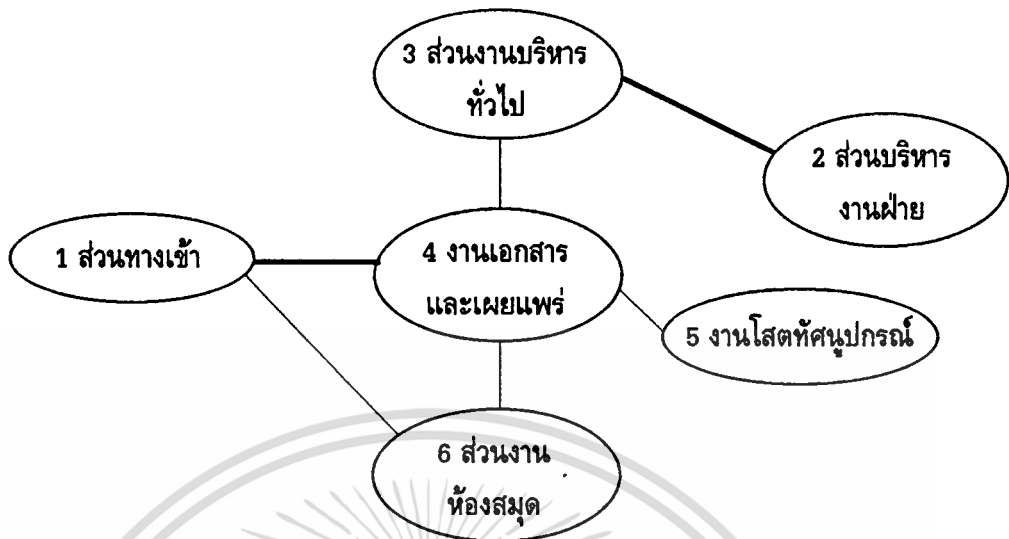 3 ส่วนงานบริหาร
ทั่วไป
2 ส่วนบริหาร
งานฝ่าย
1 ส่วนทางเข้า
4 งานเอกสาร
และเผยแพร่
5 งานโสตทัศนูปกรณ์
6 ส่วนงาน
ห้องสมุด